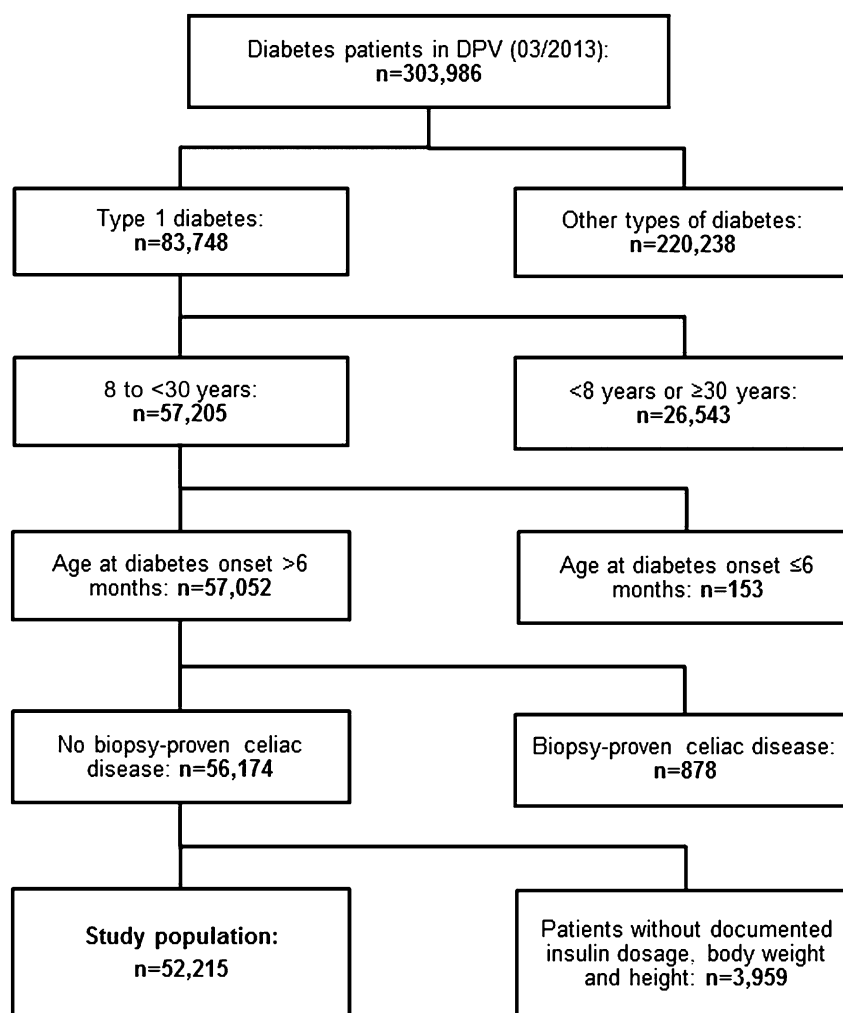 Diabetes patients in DPV (03/2013):
n=303,986
Type 1 diabetes:
n=83,748
Other types of diabetes:
n=220,238
8 to <30 years:
n=57,205
<8 years or ≥30 years:
n=26,543
Age at diabetes onset >6
months: n=57,052
Age at diabetes onset ≤6
months: n=153
No biopsy-proven celiac
disease: n=56,174
Biopsy-proven celiac disease:
n=878
Study population:
n=52,215
Patients without documented
insulin dosage, body weight
and height: n=3,959